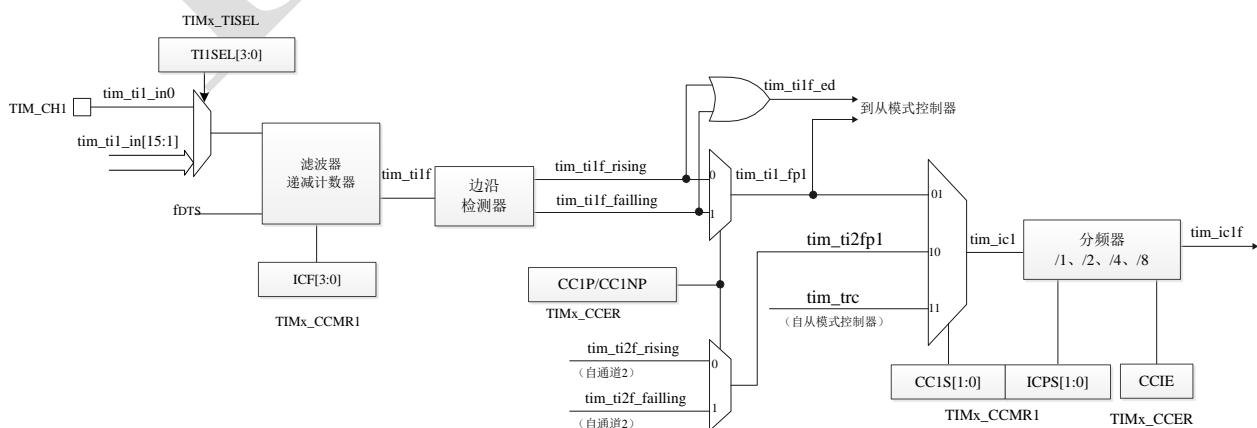 TIMx_TISEL
TI1SEL[3:0]
TIM_CH1
tim_ti1_in0
tim_ti1_in[15:1]
fDTS
滤波器
递减计数器
ICF[3:0]
TIMx_CCMR1
tim_ti1f
边沿
检测器
tim_ti1f_rising
tim_ti1f_failling
tim_ti1f_ed
到从模式控制器
0
1
tim_ti1_fp1
CC1P/CC1NP
TIMx_CCER
tim_ti2f_rising
（自通道2）
tim_ti2f_failling
（自通道2）
0
1
tim_ti2fp1
tim_trc
（自从模式控制器）
01
10
11
tim_ic1
分频器
/1、/2、/4、/8
tim_ic1f
CC1S[1:0]
ICPS[1:0]
TIMx_CCMR1
CCIE
TIMx_CCER